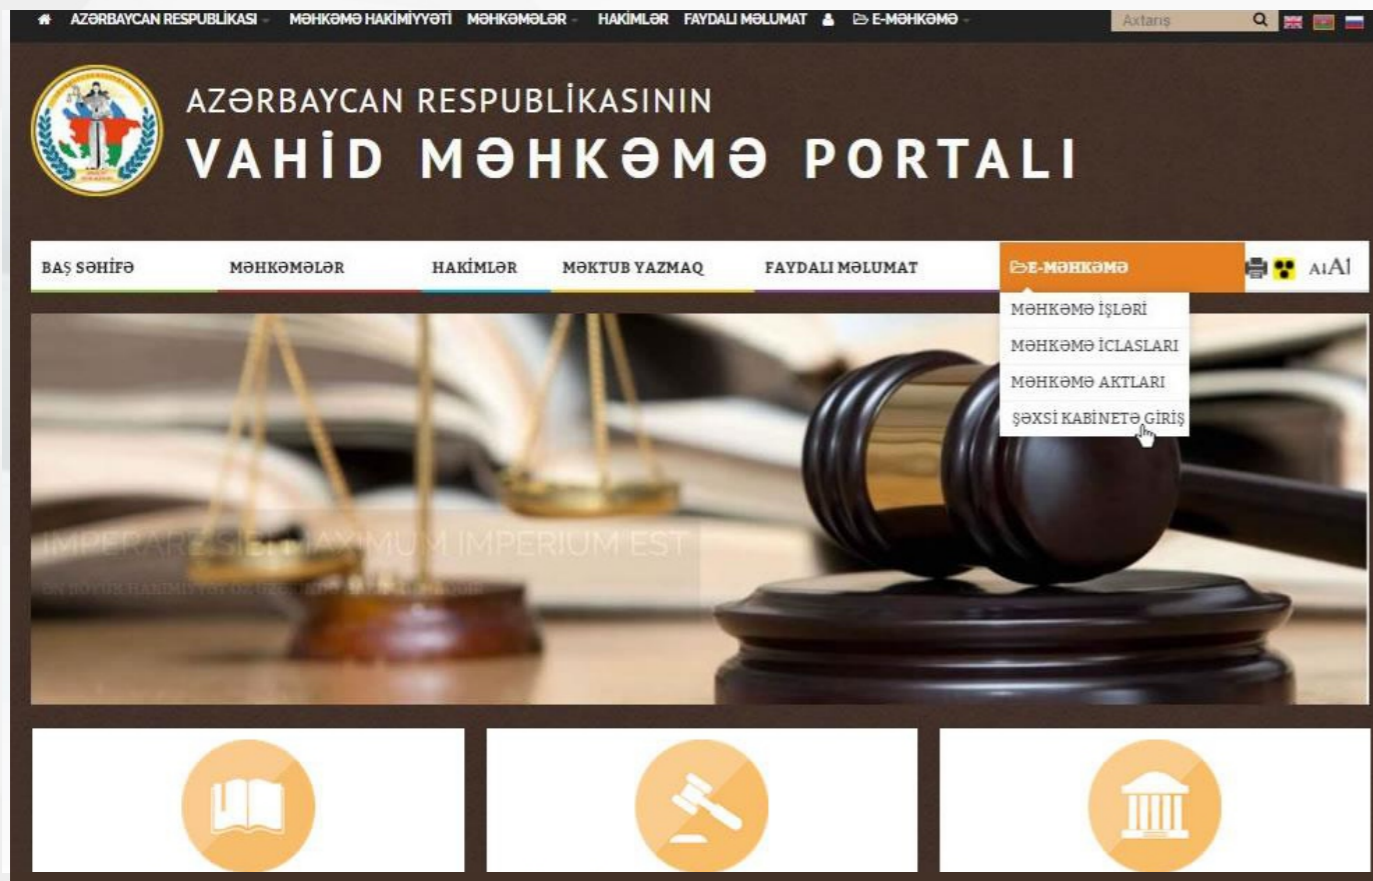 AZƏRBAYCAN RESPUBLİKASI MƏHKƏMƏ HAKİMİYYƏTİ MƏHKƏMƏLƏR HAKİMLƏR FAYDALI MƏLUMAT E-MƏHKƏMƏ Axtarış
AZƏRBAYCAN RESPUBLİKASININ
VAHİD MƏHKƏMƏ PORTALI
BAŞ SƏHİFƏ MƏHKƏMƏLƏR HAKİMLƏR MƏKTUB YAZMAQ FAYDALI MƏLUMAT E-MƏHKƏMƏ A↓A↑
MƏHKƏMƏ İŞLƏRİ
MƏHKƏMƏ İCLASLARI
MƏHKƏMƏ AKTLARI
ŞƏXSİ KABİNETƏ GİRİŞ
IMPERARE SIBI MAXIMUM IMPERIUM EST